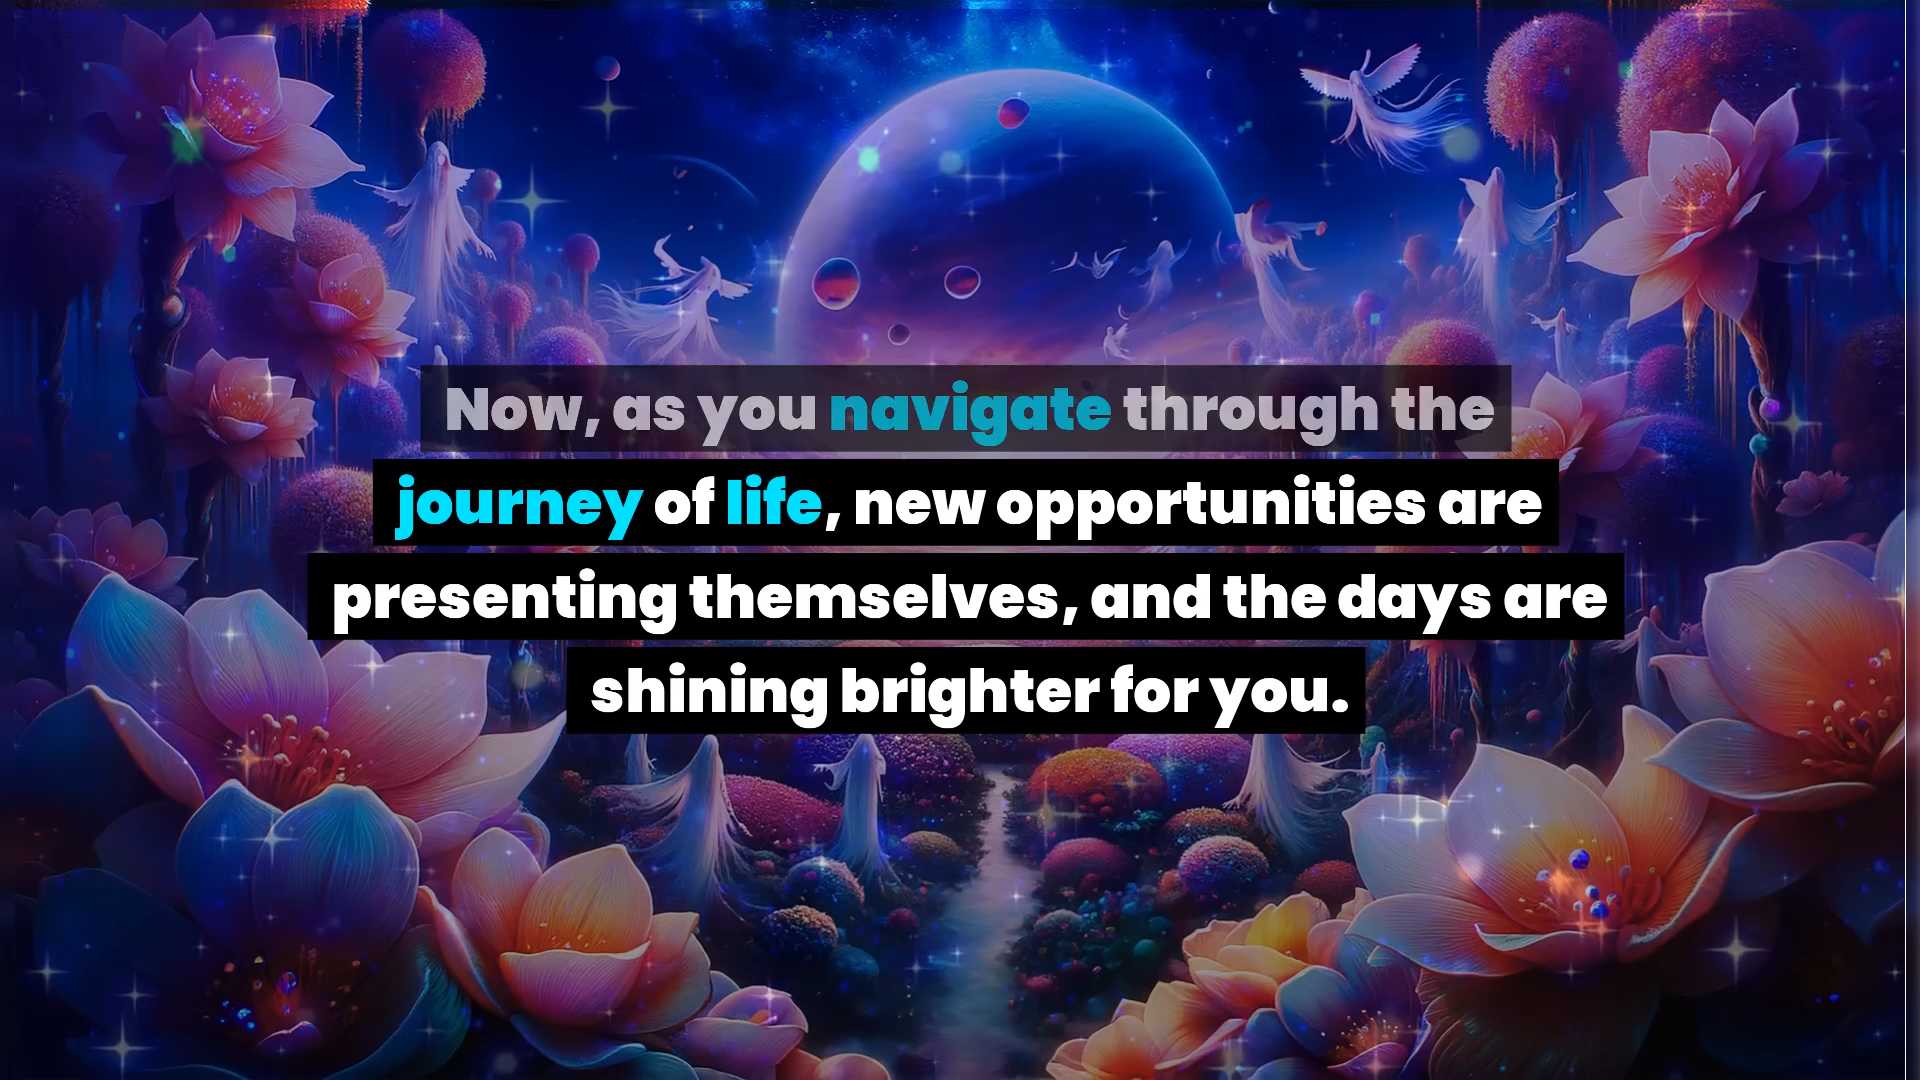 Now, as you navigate through the
journey of life, new opportunities are
presenting themselves, and the days are
shining brighter for you.